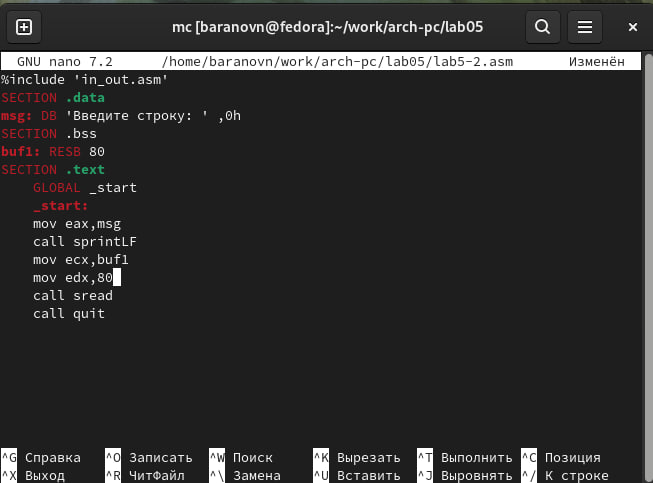 mc [baranovn@fedora]:~/work/arch-pc/lab05
GNU nano 7.2 /home/baranovn/work/arch-pc/lab05/lab5-2.asm Изменён
%include 'in_out.asm'
SECTION .data
msg: DB 'Введите строку: ' ,0h
SECTION .bss
buf1: RESB 80
SECTION .text
GLOBAL _start
_start:
mov eax,msg
call sprintLF
mov ecx,buf1
mov edx,80
call sread
call quit
^G Справка ^O Записать ^W Поиск ^K Вырезать ^T Выполнить ^C Позиция
^X Выход ^R ЧитФайл ^\ Замена ^U Вставить ^J Выровнять ^/ К строке